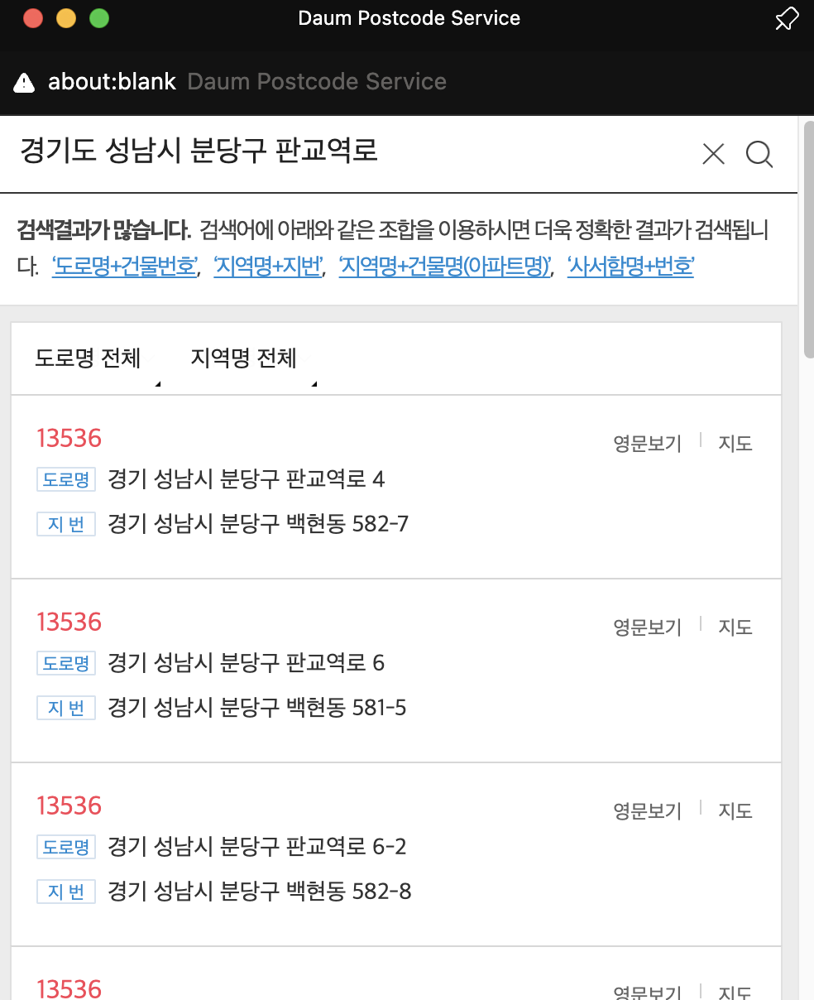 Daum Postcode Service
about:blank Daum Postcode Service
경기도 성남시 분당구 판교역로
검색결과가 많습니다. 검색어에 아래와 같은 조합을 이용하시면 더욱 정확한 결과가 검색됩니
다. ‘도로명+건물번호’, ‘지역명+지번’, ‘지역명+건물명(아파트명)’, ‘사서함명+번호’
도로명 전체 지역명 전체
13536 영문보기 지도
도로명 경기 성남시 분당구 판교역로 4
지 번 경기 성남시 분당구 백현동 582-7
13536 영문보기 지도
도로명 경기 성남시 분당구 판교역로 6
지 번 경기 성남시 분당구 백현동 581-5
13536 영문보기 지도
도로명 경기 성남시 분당구 판교역로 6-2
지 번 경기 성남시 분당구 백현동 582-8
13536 영문보기 지도